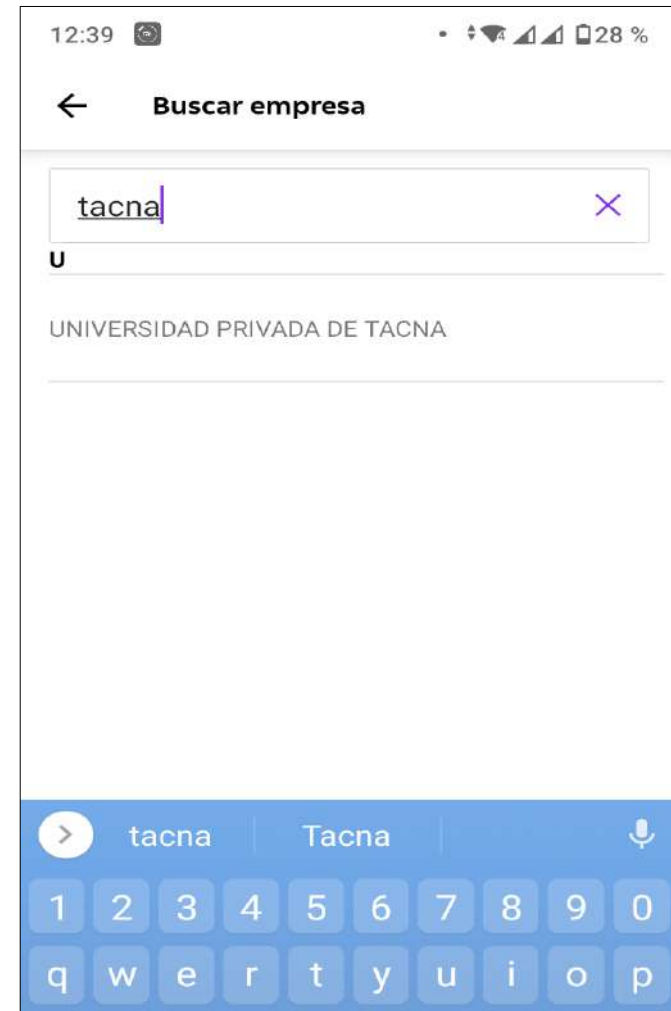 12:39 28 %
Buscar empresa
tacna
U
UNIVERSIDAD PRIVADA DE TACNA
tacna Tacna
1 2 3 4 5 6 7 8 9 0
q w e r t y u i o p